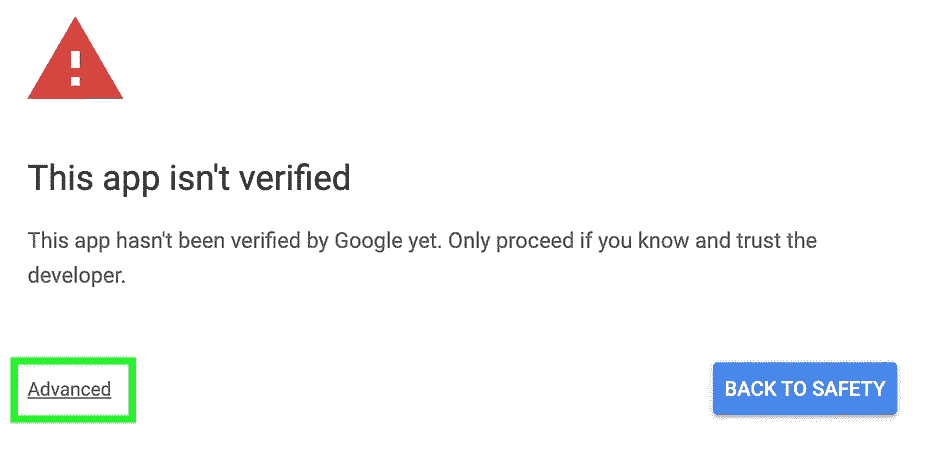 This app isn't verified
This app hasn't been verified by Google yet. Only proceed if you know and trust the
developer.
Advanced
BACK TO SAFETY